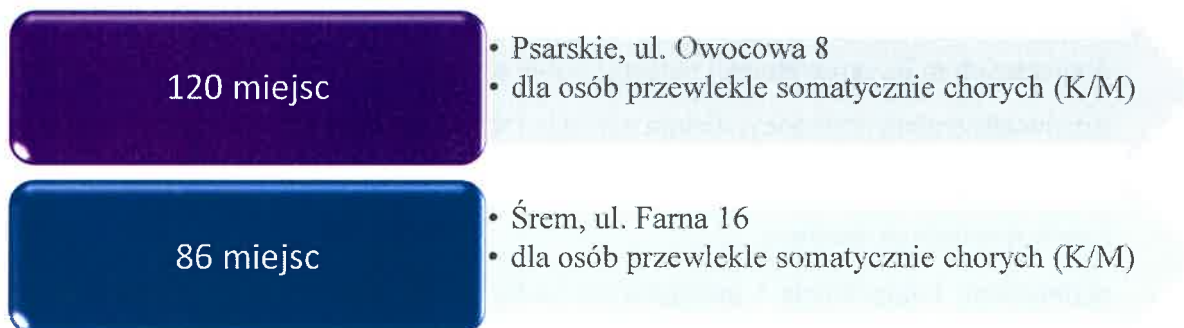 120 miejsc
• Psarskie, ul. Owocowa 8
• dla osób przewlekle somatycznie chorych (K/M)
86 miejsc
• Śrem, ul. Farna 16
• dla osób przewlekle somatycznie chorych (K/M)